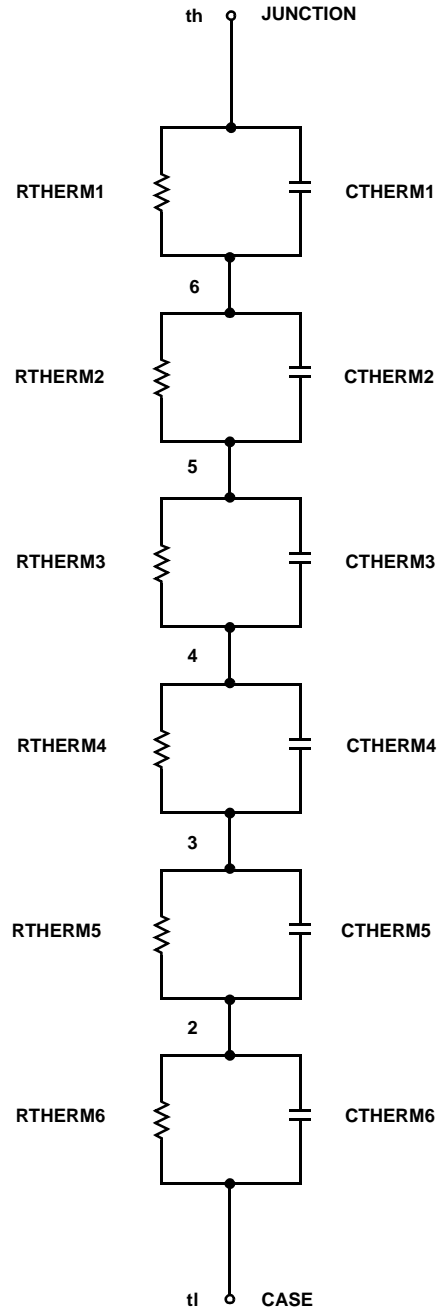 th JUNCTION
RTHERM1 CTHERM1
6
RTHERM2 CTHERM2
5
RTHERM3 CTHERM3
4
RTHERM4 CTHERM4
3
RTHERM5 CTHERM5
2
RTHERM6 CTHERM6
tl CASE